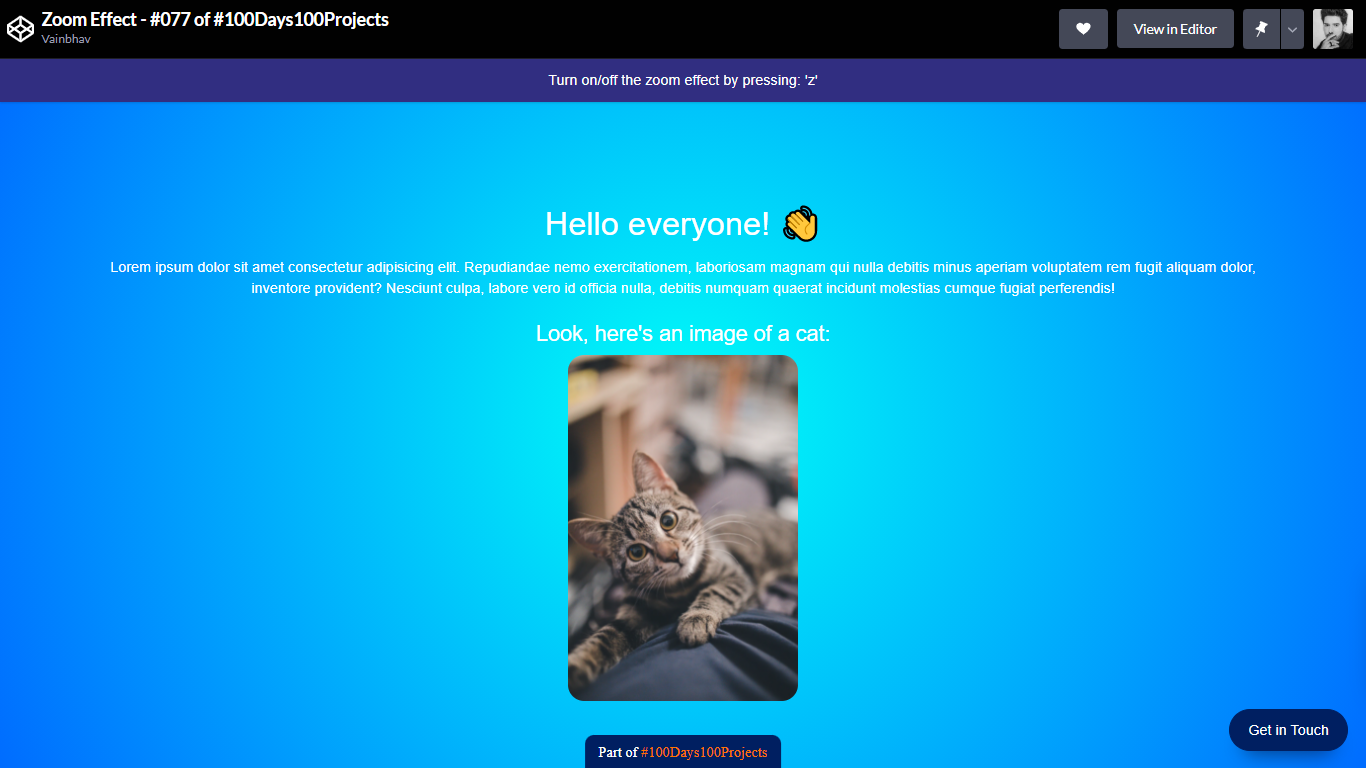 Zoom Effect - #077 of #100Days100Projects
Vainbhav
View in Editor
Turn on/off the zoom effect by pressing: 'z'
Hello everyone! 👋
Lorem ipsum dolor sit amet consectetur adipisicing elit. Repudiandae nemo exercitationem, laboriosam magnam qui nulla debitis minus aperiam voluptatem rem fugit aliquam dolor,
inventore provident? Nesciunt culpa, labore vero id officia nulla, debitis numquam quaerat incidunt molestias cumque fugiat perferendis!
Look, here's an image of a cat:
Get in Touch
Part of #100Days100Projects